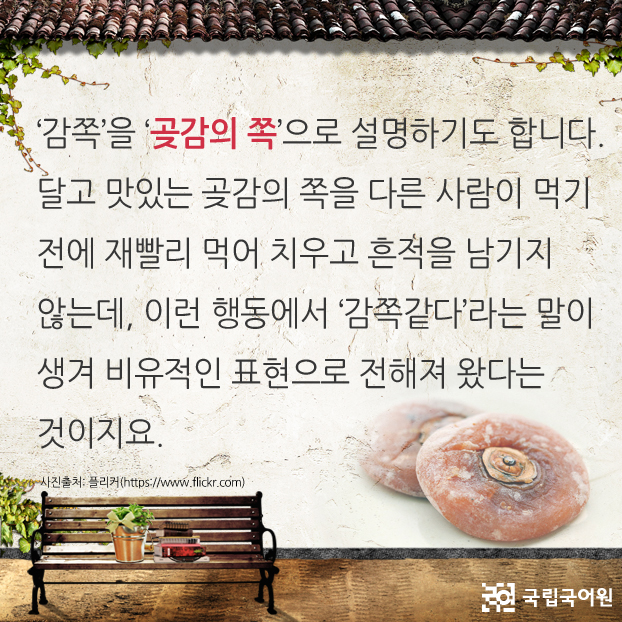 ‘감쪽’을 ‘곶감의 쪽’으로 설명하기도 합니다.
달고 맛있는 곶감의 쪽을 다른 사람이 먹기
전에 재빨리 먹어 치우고 흔적을 남기지
않는데, 이런 행동에서 ‘감쪽같다’라는 말이
생겨 비유적인 표현으로 전해져 왔다는
것이지요.
사진출처: 플리커(https://www.flickr.com)
국립국어원